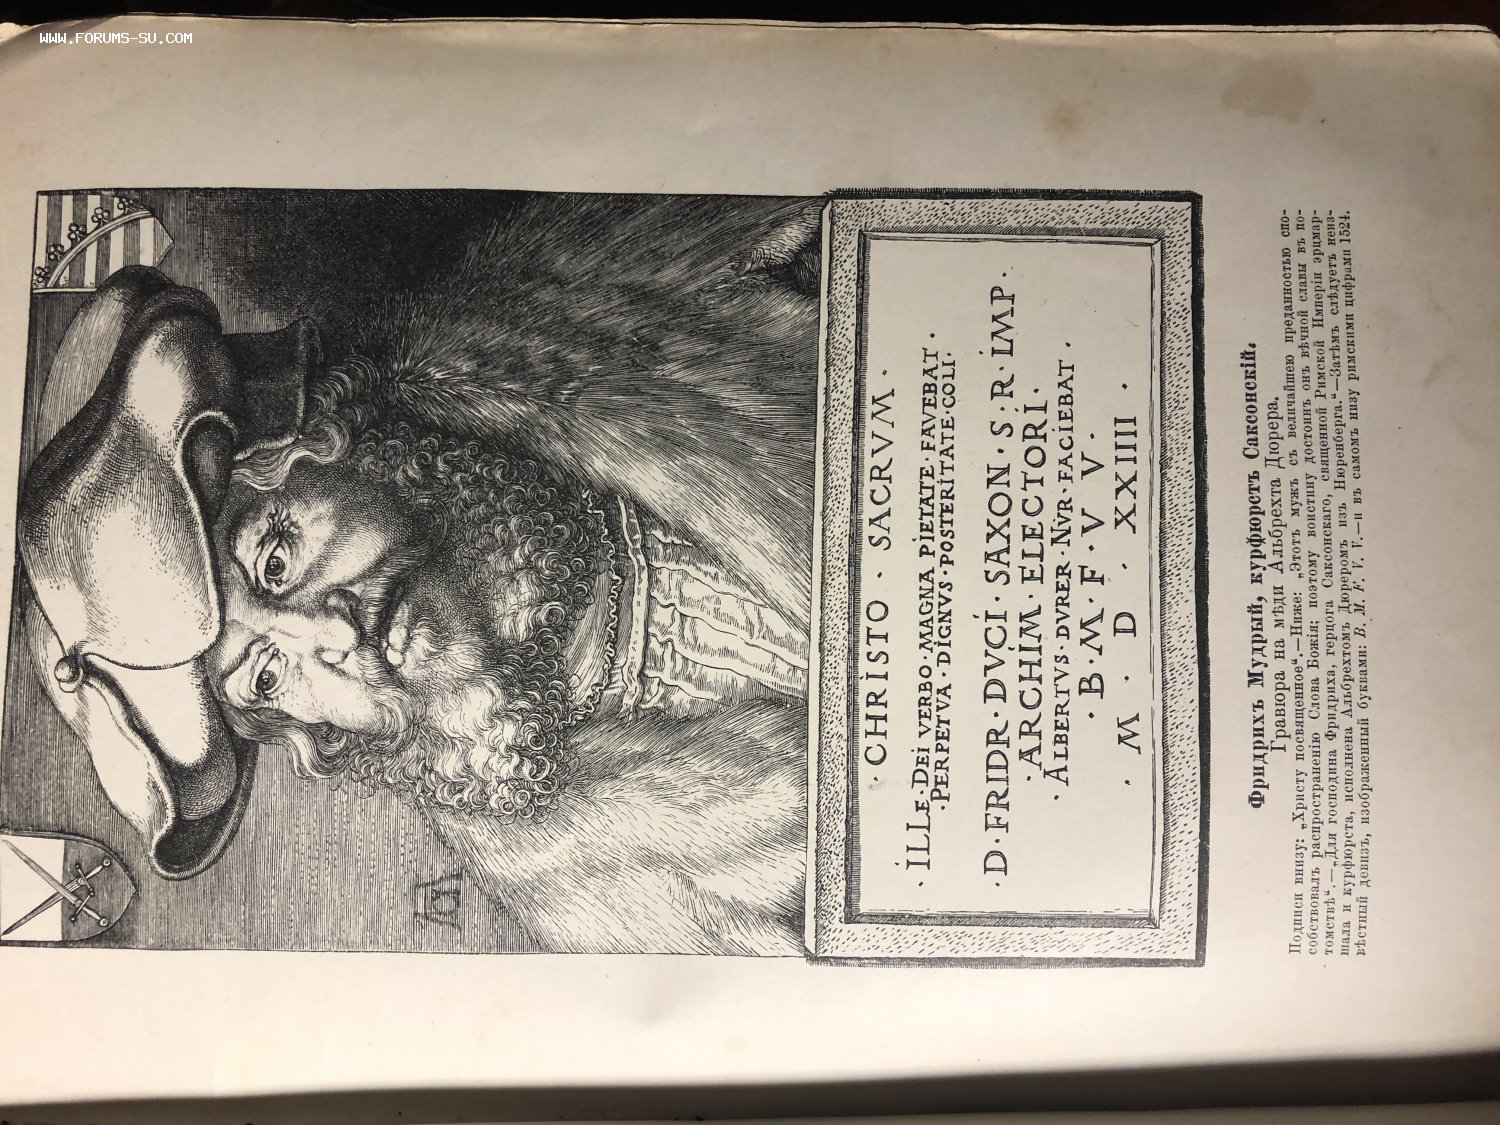 WWW.FORUMS-SU.COM
· CHRISTO · SACRVM ·
· ILLE · DEI VERBO · MAGNA PIETATE · FAVEBAT ·
· PERPETVA · DIGNVS · POSTERITATE · COLI ·
· D · FRIDR · DVCI · SAXON · S · R · IMP ·
· ARCHIM · ELECTORI ·
· ALBERTVS · DVRER · NVR · FACIEBAT ·
· B · M · F · V · V ·
· M · D · XXIIII ·
Фридрихъ Мудрый, курфюрстъ Саксонскій.
Гравюра на мѣди Альбрехта Дюрера.
Подписи внизу: „Христу посвященное“.—Ниже: „Этотъ мужъ съ величайшею преданностью спо-
собствовалъ распространенію Слова Божія; поэтому воистину достоинъ онъ вѣчной славы въ по-
томствѣ“.—„Для господина Фридриха, герцога Саксонскаго, священной Римской Имперіи эрцмар-
шала и курфюрста, исполнена Альбрехтомъ Дюреромъ изъ Нюренберга.“—Затѣмъ слѣдуетъ неиз-
вѣстный девизъ, изображенный буквами: B. M. F. V. V.—и въ самомъ низу римскими цифрами 1524.